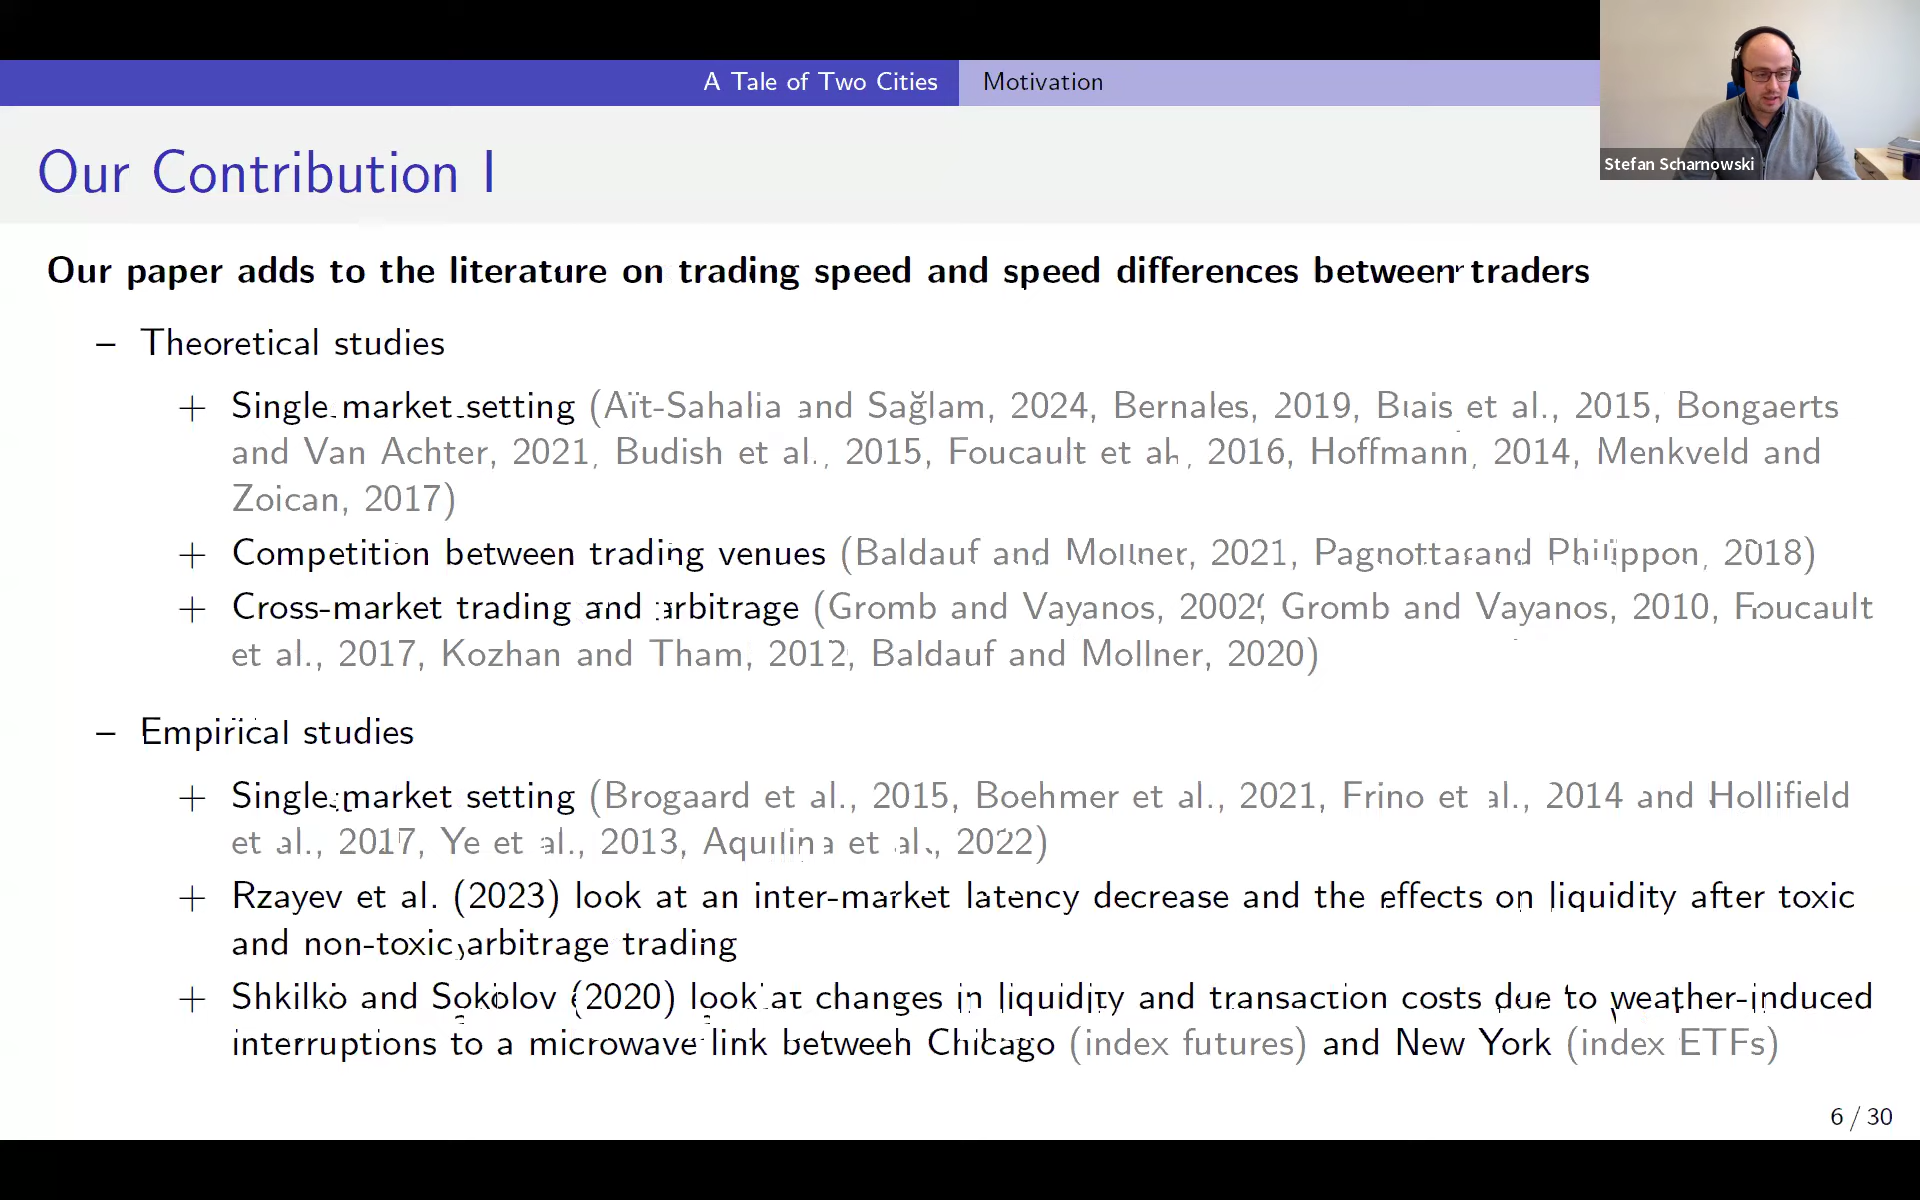 A Tale of Two Cities Motivation
Stefan Scharnowski
Our Contribution I
Our paper adds to the literature on trading speed and speed differences between traders
– Theoretical studies
+ Single market setting (Aït-Sahalia and Sağlam, 2024, Bernales, 2019, Biais et al., 2015, Bongaerts
and Van Achter, 2021, Budish et al., 2015, Foucault et al., 2016, Hoffmann, 2014, Menkveld and
Zoican, 2017)
+ Competition between trading venues (Baldauf and Mollner, 2021, Pagnotta and Philippon, 2018)
+ Cross-market trading and arbitrage (Gromb and Vayanos, 2002, Gromb and Vayanos, 2010, Foucault
et al., 2017, Kozhan and Tham, 2012, Baldauf and Mollner, 2020)
– Empirical studies
+ Single market setting (Brogaard et al., 2015, Boehmer et al., 2021, Frino et al., 2014 and Hollifield
et al., 2017, Ye et al., 2013, Aquilina et al., 2022)
+ Rzayev et al. (2023) look at an inter-market latency decrease and the effects on liquidity after toxic
and non-toxic arbitrage trading
+ Shkilko and Sokolov (2020) look at changes in liquidity and transaction costs due to weather-induced
interruptions to a microwave link between Chicago (index futures) and New York (index ETFs)
6 / 30